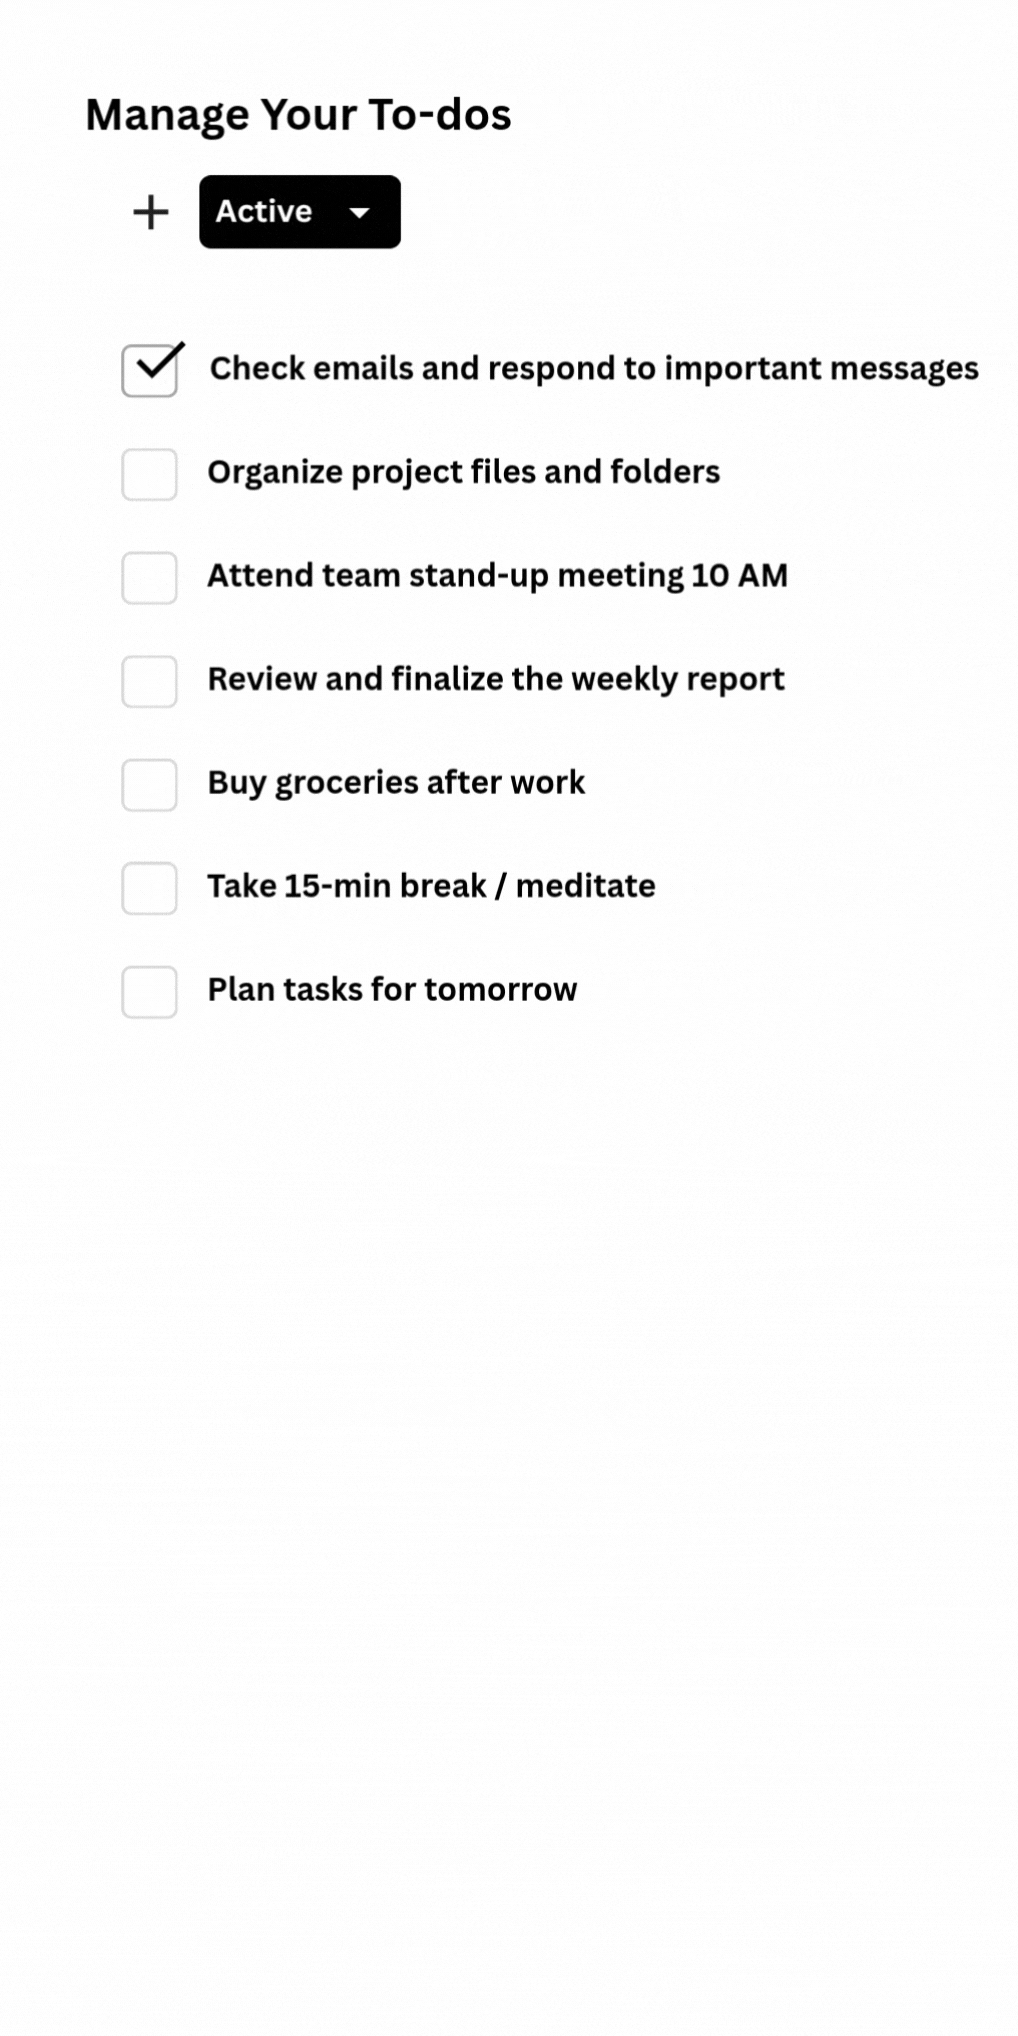 Manage Your To-dos
Active
Check emails and respond to important messages
Organize project files and folders
Attend team stand-up meeting 10 AM
Review and finalize the weekly report
Buy groceries after work
Take 15-min break / meditate
Plan tasks for tomorrow